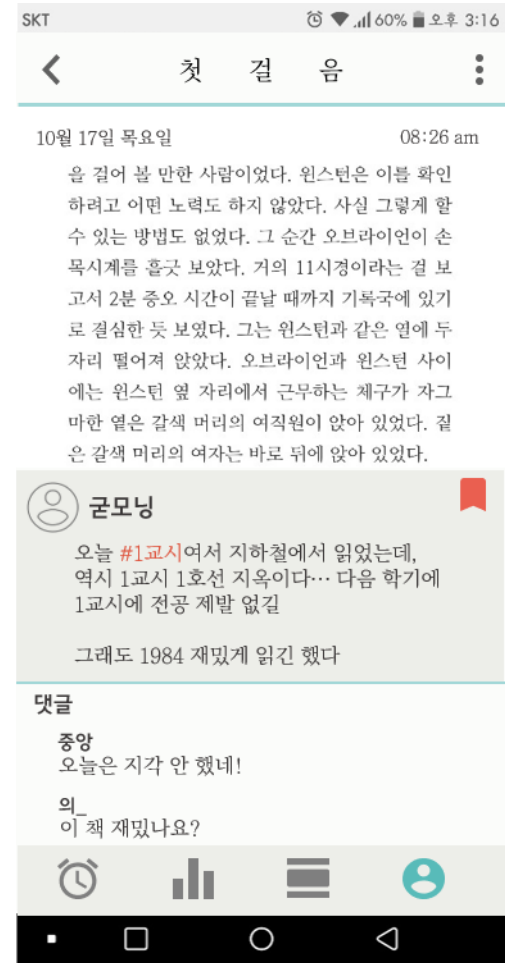 SKT 60% 오후 3:16
첫 걸 음
10월 17일 목요일 08:26 am
을 걸어 볼 만한 사람이었다. 윈스턴은 이를 확인
하려고 어떤 노력도 하지 않았다. 사실 그렇게 할
수 있는 방법도 없었다. 그 순간 오브라이언이 손
목시계를 흘긋 보았다. 거의 11시경이라는 걸 보
고서 2분 증오 시간이 끝날 때까지 기록국에 있기
로 결심한 듯 보였다. 그는 윈스턴과 같은 열에 두
자리 떨어져 앉았다. 오브라이언과 윈스턴 사이
에는 윈스턴 옆 자리에서 근무하는 체구가 자그
마한 옅은 갈색 머리의 여직원이 앉아 있었다. 짙
은 갈색 머리의 여자는 바로 뒤에 앉아 있었다.
굳모닝
오늘 #1교시여서 지하철에서 읽었는데,
역시 1교시 1호선 지옥이다… 다음 학기에
1교시에 전공 제발 없길
그래도 1984 재밌게 읽긴 했다
댓글
중앙
오늘은 지각 안 했네!
의_
이 책 재밌나요?